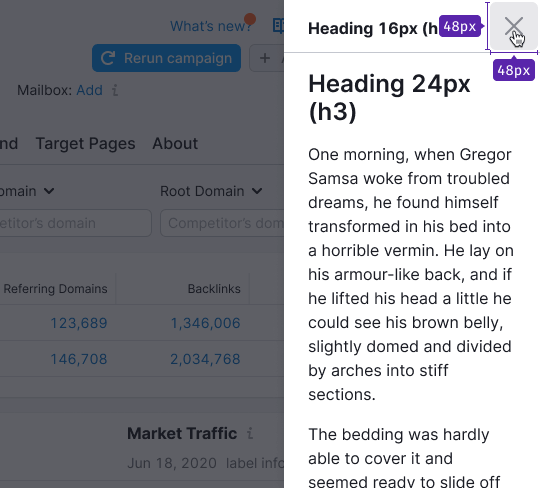 What's new?
Rerun campaign
Mailbox: Add
Target Pages
About
Root Domain
Competitor's domain
Referring Domains
Backlinks
123,689
1,346,006
146,708
2,034,768
Market Traffic
Jun 18, 2020
label info
Heading 16px (h
48px
48px
Heading 24px
(h3)
One morning, when Gregor
Samsa woke from troubled
dreams, he found himself
transformed in his bed into
a horrible vermin. He lay on
his armour-like back, and if
he lifted his head a little he
could see his brown belly,
slightly domed and divided
by arches into stiff
sections.
The bedding was hardly
able to cover it and
seemed ready to slide off